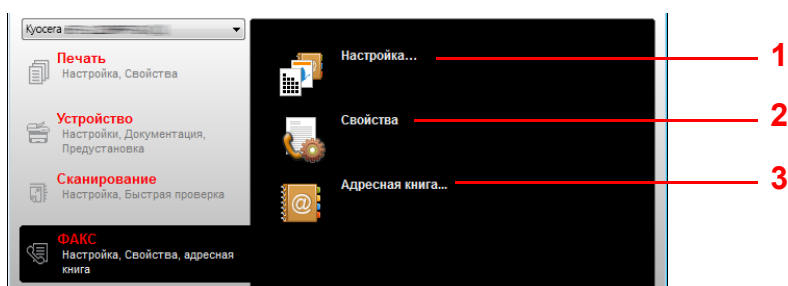 Kyocera
Печать
Настройка, Свойства
Устройство
Настройки, Документация,
Предустановка
Сканирование
Настройка, Быстрая проверка
ФАКС
Настройка, Свойства, адресная
книга
Настройка...
1
Свойства
2
Адресная книга...
3
@